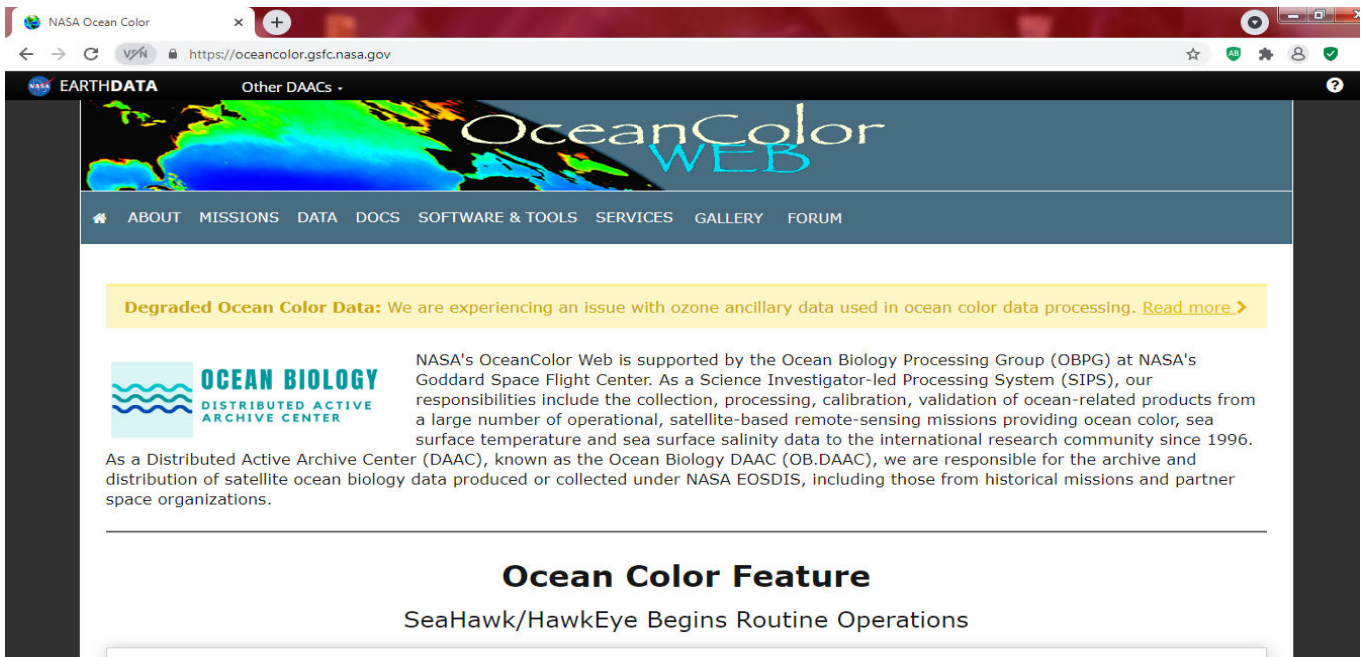 NASA Ocean Color
https://oceancolor.gsfc.nasa.gov
EARTHDATA Other DAACs
OceanColor
WEB
ABOUT MISSIONS DATA DOCS SOFTWARE & TOOLS SERVICES GALLERY FORUM
Degraded Ocean Color Data: We are experiencing an issue with ozone ancillary data used in ocean color data processing. Read more
OCEAN BIOLOGY
DISTRIBUTED ACTIVE
ARCHIVE CENTER
NASA's OceanColor Web is supported by the Ocean Biology Processing Group (OBPG) at NASA's
Goddard Space Flight Center. As a Science Investigator-led Processing System (SIPS), our
responsibilities include the collection, processing, calibration, validation of ocean-related products from
a large number of operational, satellite-based remote-sensing missions providing ocean color, sea
surface temperature and sea surface salinity data to the international research community since 1996.
As a Distributed Active Archive Center (DAAC), known as the Ocean Biology DAAC (OB.DAAC), we are responsible for the archive and
distribution of satellite ocean biology data produced or collected under NASA EOSDIS, including those from historical missions and partner
space organizations.
Ocean Color Feature
SeaHawk/HawkEye Begins Routine Operations